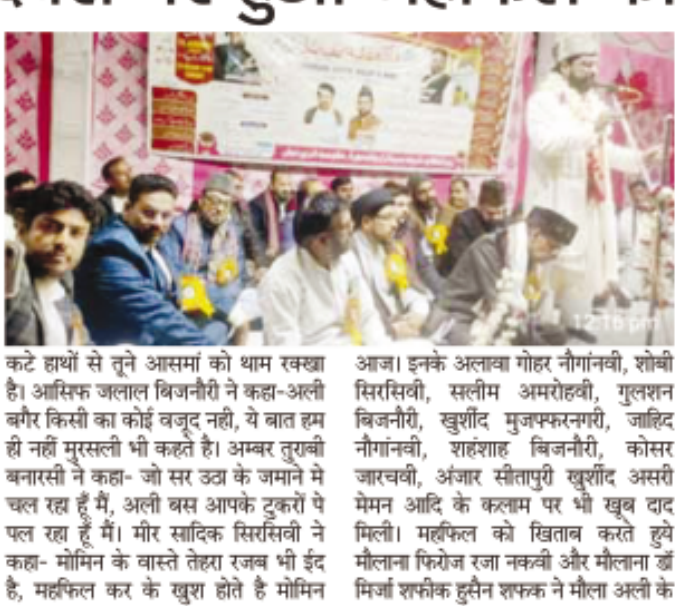 12:16 pm
कटे हाथों से तूने आसमां को थाम रक्खा
है। आसिफ जलाल बिजनौरी ने कहा-अली
बगैर किसी का कोई वजूद नही, ये बात हम
ही नहीं मुरसली भी कहते है। अम्बर तुराबी
बनारसी ने कहा- जो सर उठा के जमाने मे
चल रहा हूँ मैं, अली बस आपके टुकरों पे
पल रहा हूँ मैं। मीर सादिक सिरसिवी ने
कहा- मोमिन के वास्ते तेहरा रजब भी ईद
है, महफिल कर के खुश होते है मोमिन
आज। इनके अलावा गोहर नौगांनवी, शोबी
सिरसिवी, सलीम अमरोहवी, गुलशन
बिजनौरी, खुर्शीद मुजफ्फरनगरी, जाहिद
नौगांनवी, शहंशाह बिजनौरी, कोसर
जारचवी, अंजार सीतापुरी खुर्शीद असरी
मेमन आदि के कलाम पर भी खूब दाद
मिली। महफिल को खिताब करते हुये
मौलाना फिरोज रजा नकवी और मौलाना डॉ
मिर्जा शफीक हुसैन शफक ने मौला अली के